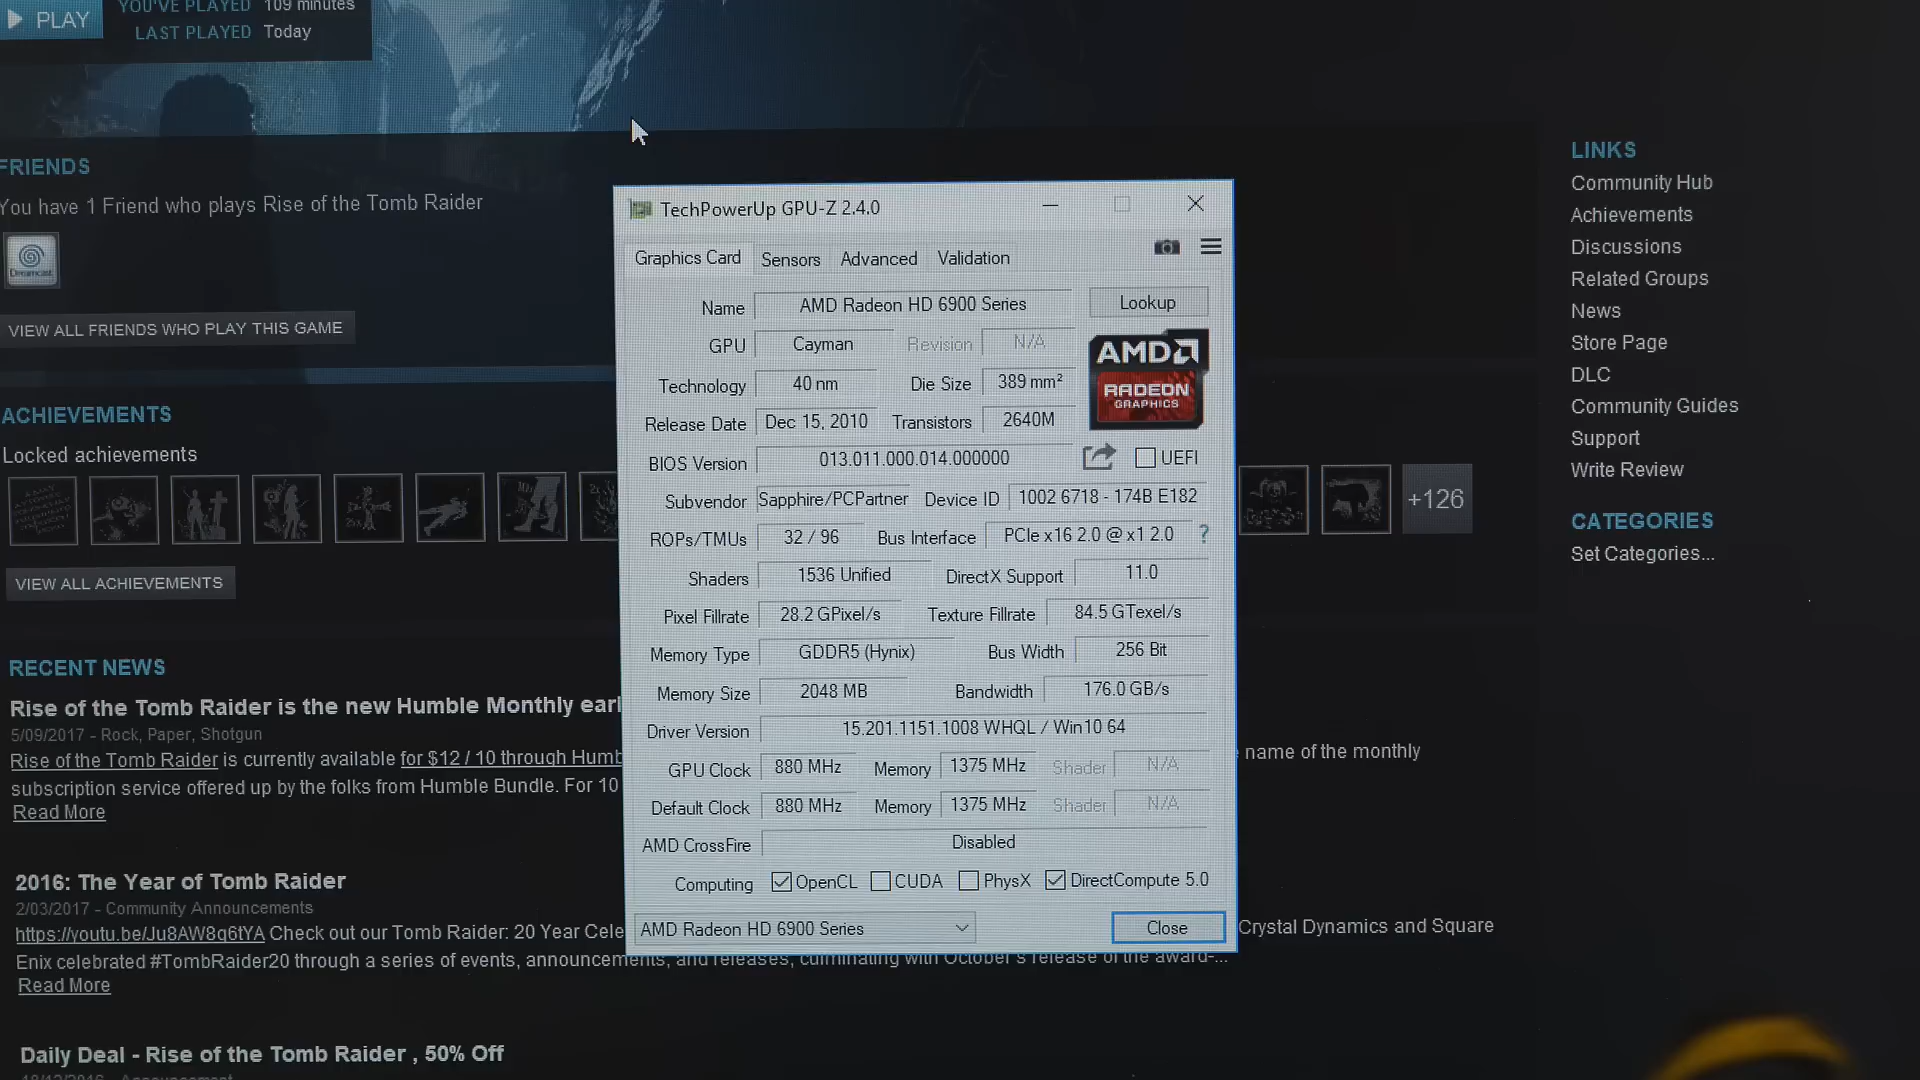 PLAY
YOU'VE PLAYED 109 minutes
LAST PLAYED Today
FRIENDS
You have 1 Friend who plays Rise of the Tomb Raider
Dreamcast
VIEW ALL FRIENDS WHO PLAY THIS GAME
ACHIEVEMENTS
Locked achievements
+126
VIEW ALL ACHIEVEMENTS
RECENT NEWS
Rise of the Tomb Raider is the new Humble Monthly earl
5/09/2017 - Rock, Paper, Shotgun
Rise of the Tomb Raider is currently available for $12 / 10 through Humb
name of the monthly
subscription service offered up by the folks from Humble Bundle. For 10
Read More
2016: The Year of Tomb Raider
2/03/2017 - Community Announcements
https://youtu.be/Ju8AW8q6tYA Check out our Tomb Raider: 20 Year Cele
Crystal Dynamics and Square
Enix celebrated #TombRaider20 through a series of events, announcements, and releases, culminating with October's release of the award-...
Read More
Daily Deal - Rise of the Tomb Raider , 50% Off
TechPowerUp GPU-Z 2.4.0
Graphics Card Sensors Advanced Validation
Name AMD Radeon HD 6900 Series Lookup
GPU Cayman Revision N/A
AMD
RADEON
GRAPHICS
Technology 40 nm Die Size 389 mm²
Release Date Dec 15, 2010 Transistors 2640M
BIOS Version 013.011.000.014.000000 UEFI
Subvendor Sapphire/PCPartner Device ID 1002 6718 - 174B E182
ROPs/TMUs 32 / 96 Bus Interface PCIe x16 2.0 @ x1 2.0 ?
Shaders 1536 Unified DirectX Support 11.0
Pixel Fillrate 28.2 GPixel/s Texture Fillrate 84.5 GTexel/s
Memory Type GDDR5 (Hynix) Bus Width 256 Bit
Memory Size 2048 MB Bandwidth 176.0 GB/s
Driver Version 15.201.1151.1008 WHQL / Win10 64
GPU Clock 880 MHz Memory 1375 MHz Shader N/A
Default Clock 880 MHz Memory 1375 MHz Shader N/A
AMD CrossFire Disabled
Computing OpenCL CUDA PhysX DirectCompute 5.0
AMD Radeon HD 6900 Series Close
LINKS
Community Hub
Achievements
Discussions
Related Groups
News
Store Page
DLC
Community Guides
Support
Write Review
CATEGORIES
Set Categories...